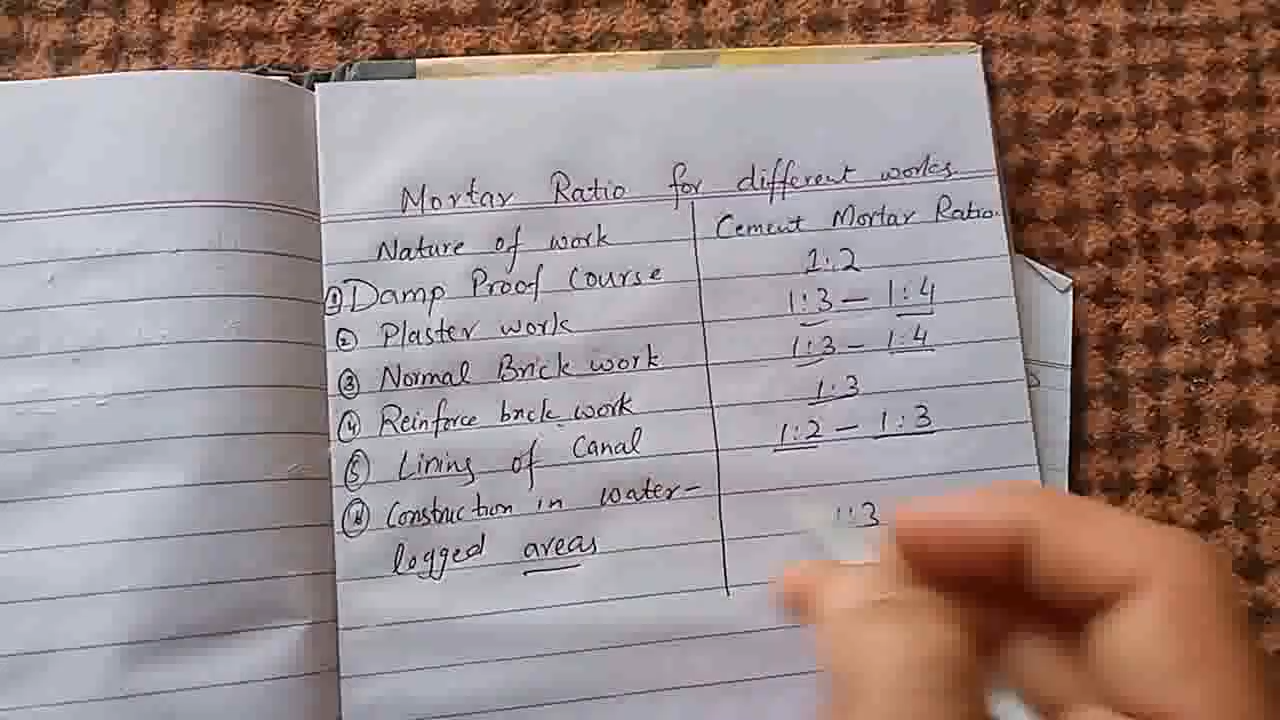 Mortar Ratio for different works.
Nature of work Cement Mortar Ratio.
① Damp Proof Course 1:2
② Plaster work 1:3 – 1:4
③ Normal Brick work 1:3 – 1:4
④ Reinforce brick work 1:3
⑤ Lining of Canal 1:2 – 1:3
⑥ Construction in water-
logged areas 1:3